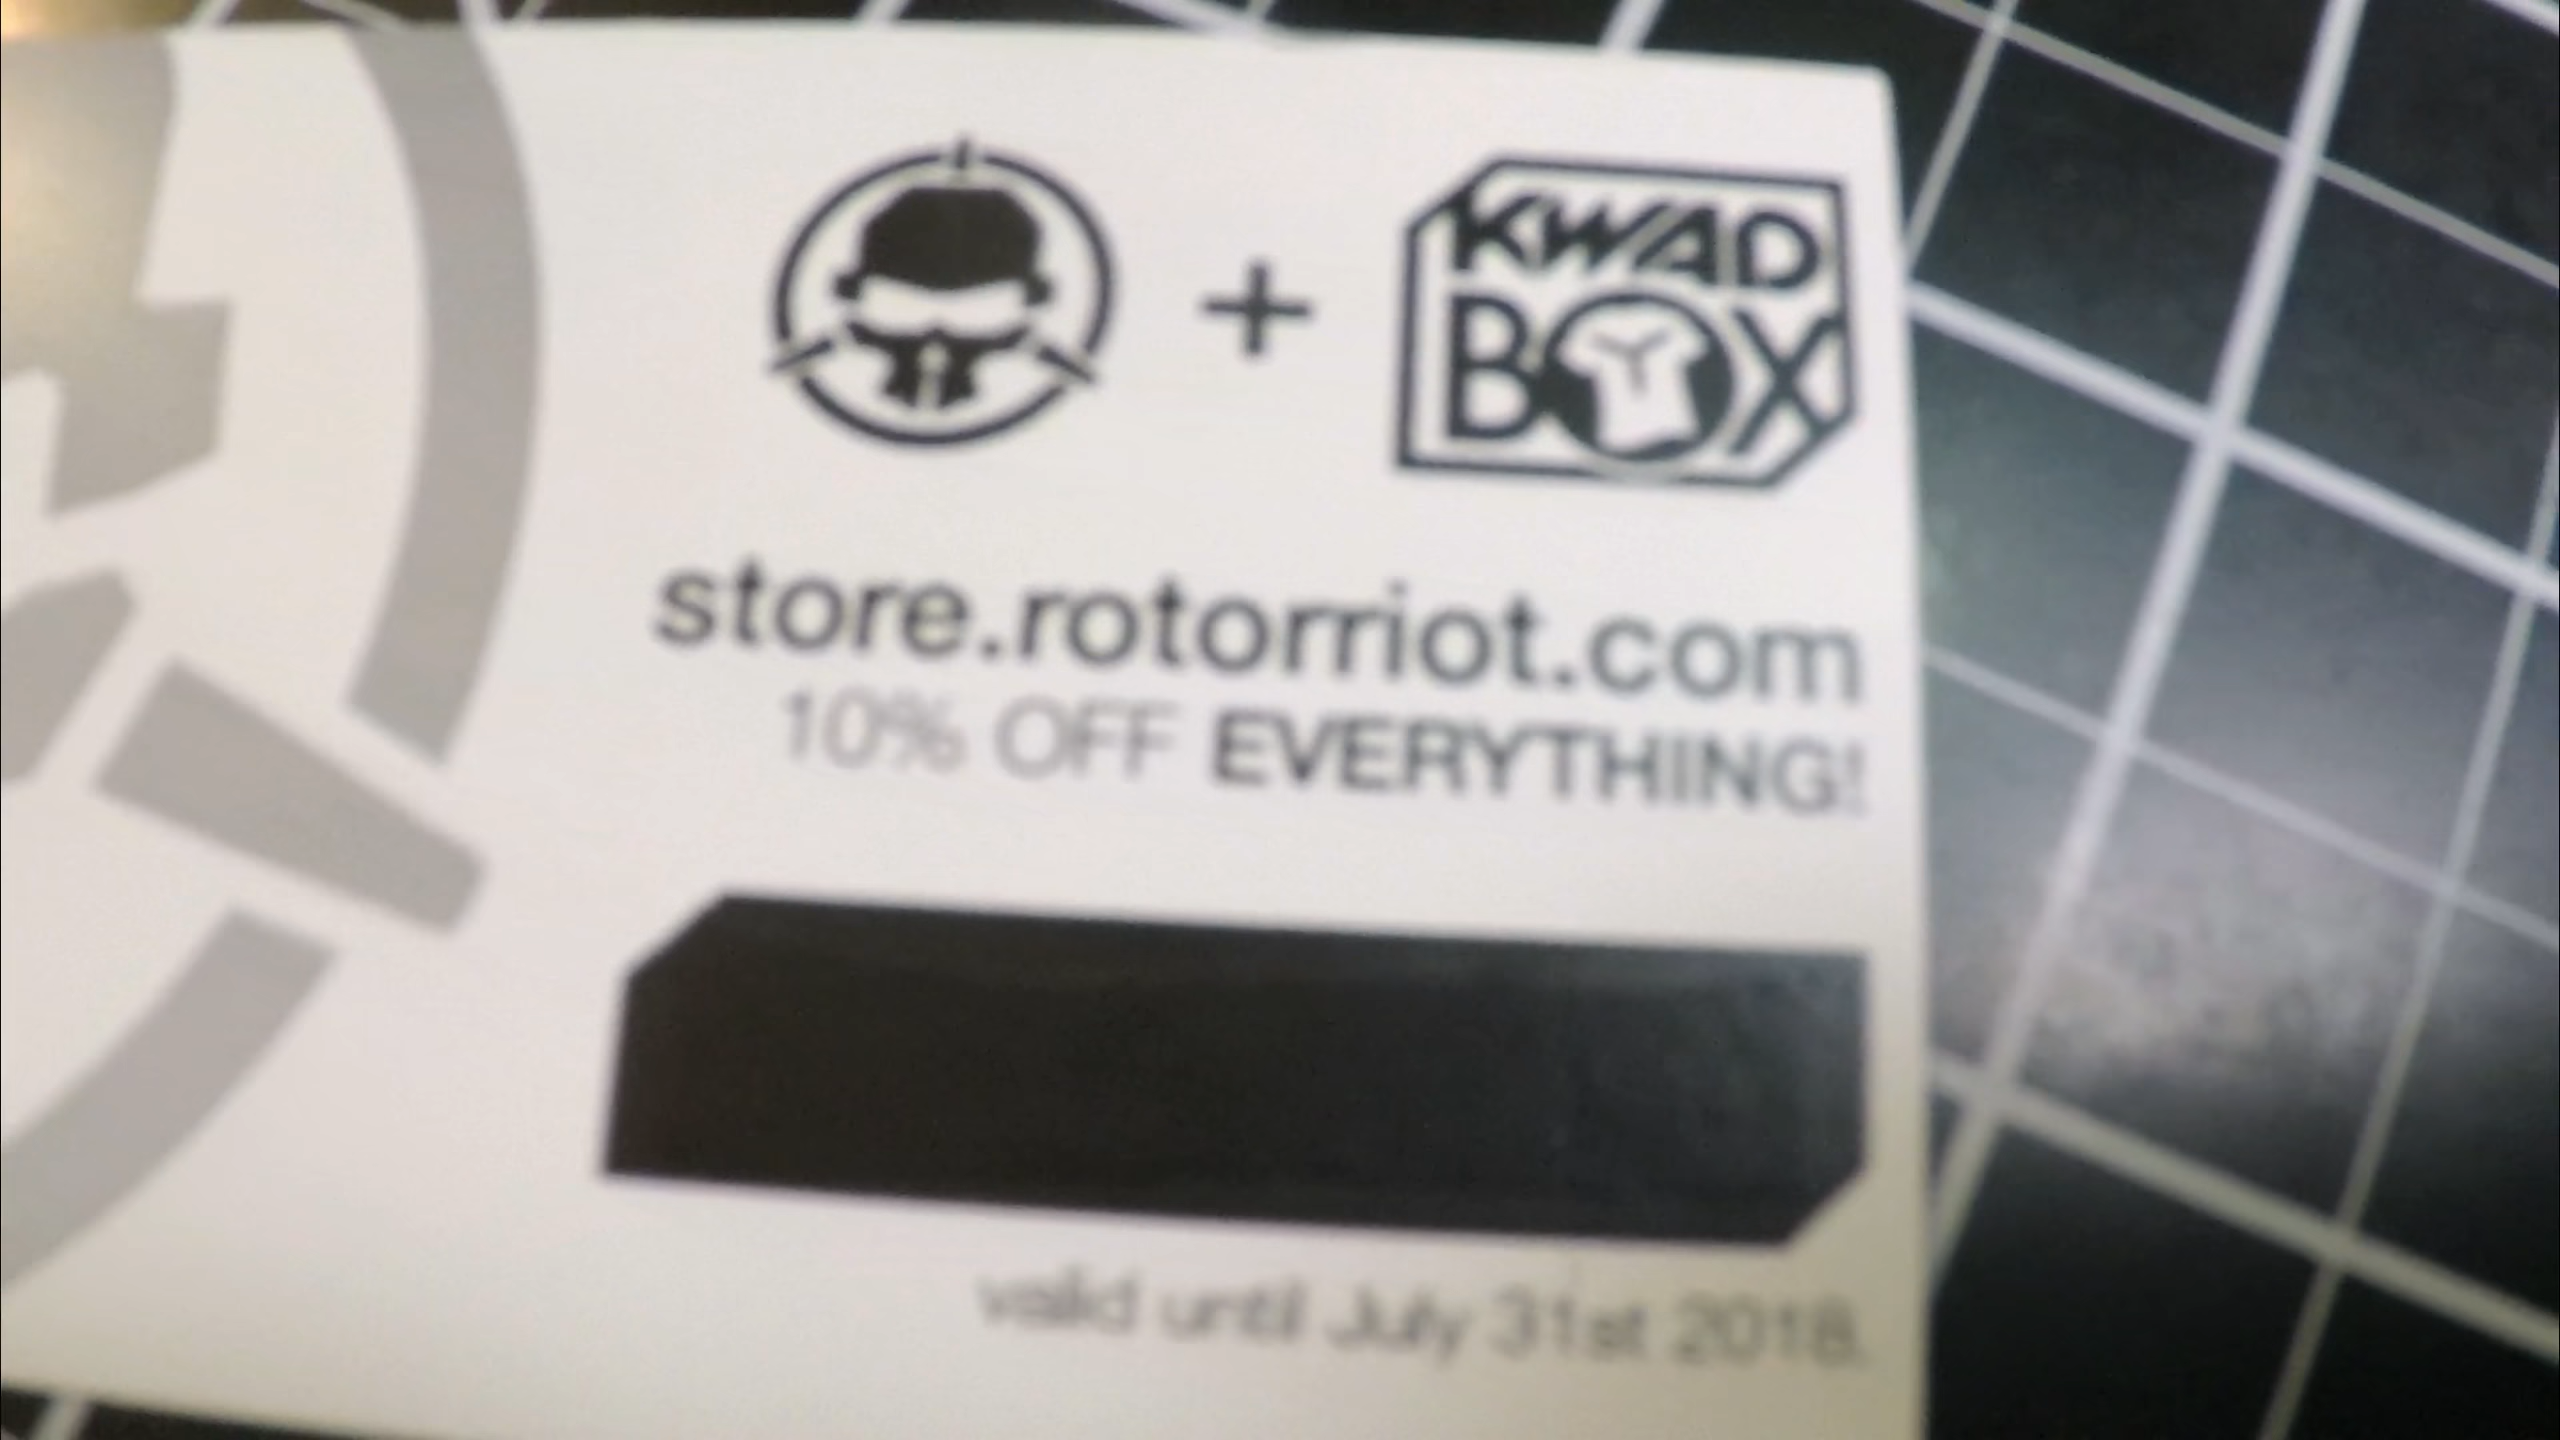 + KWAD
BOX
store.rotorriot.com
10% OFF EVERYTHING!
valid until July 31st 2018.